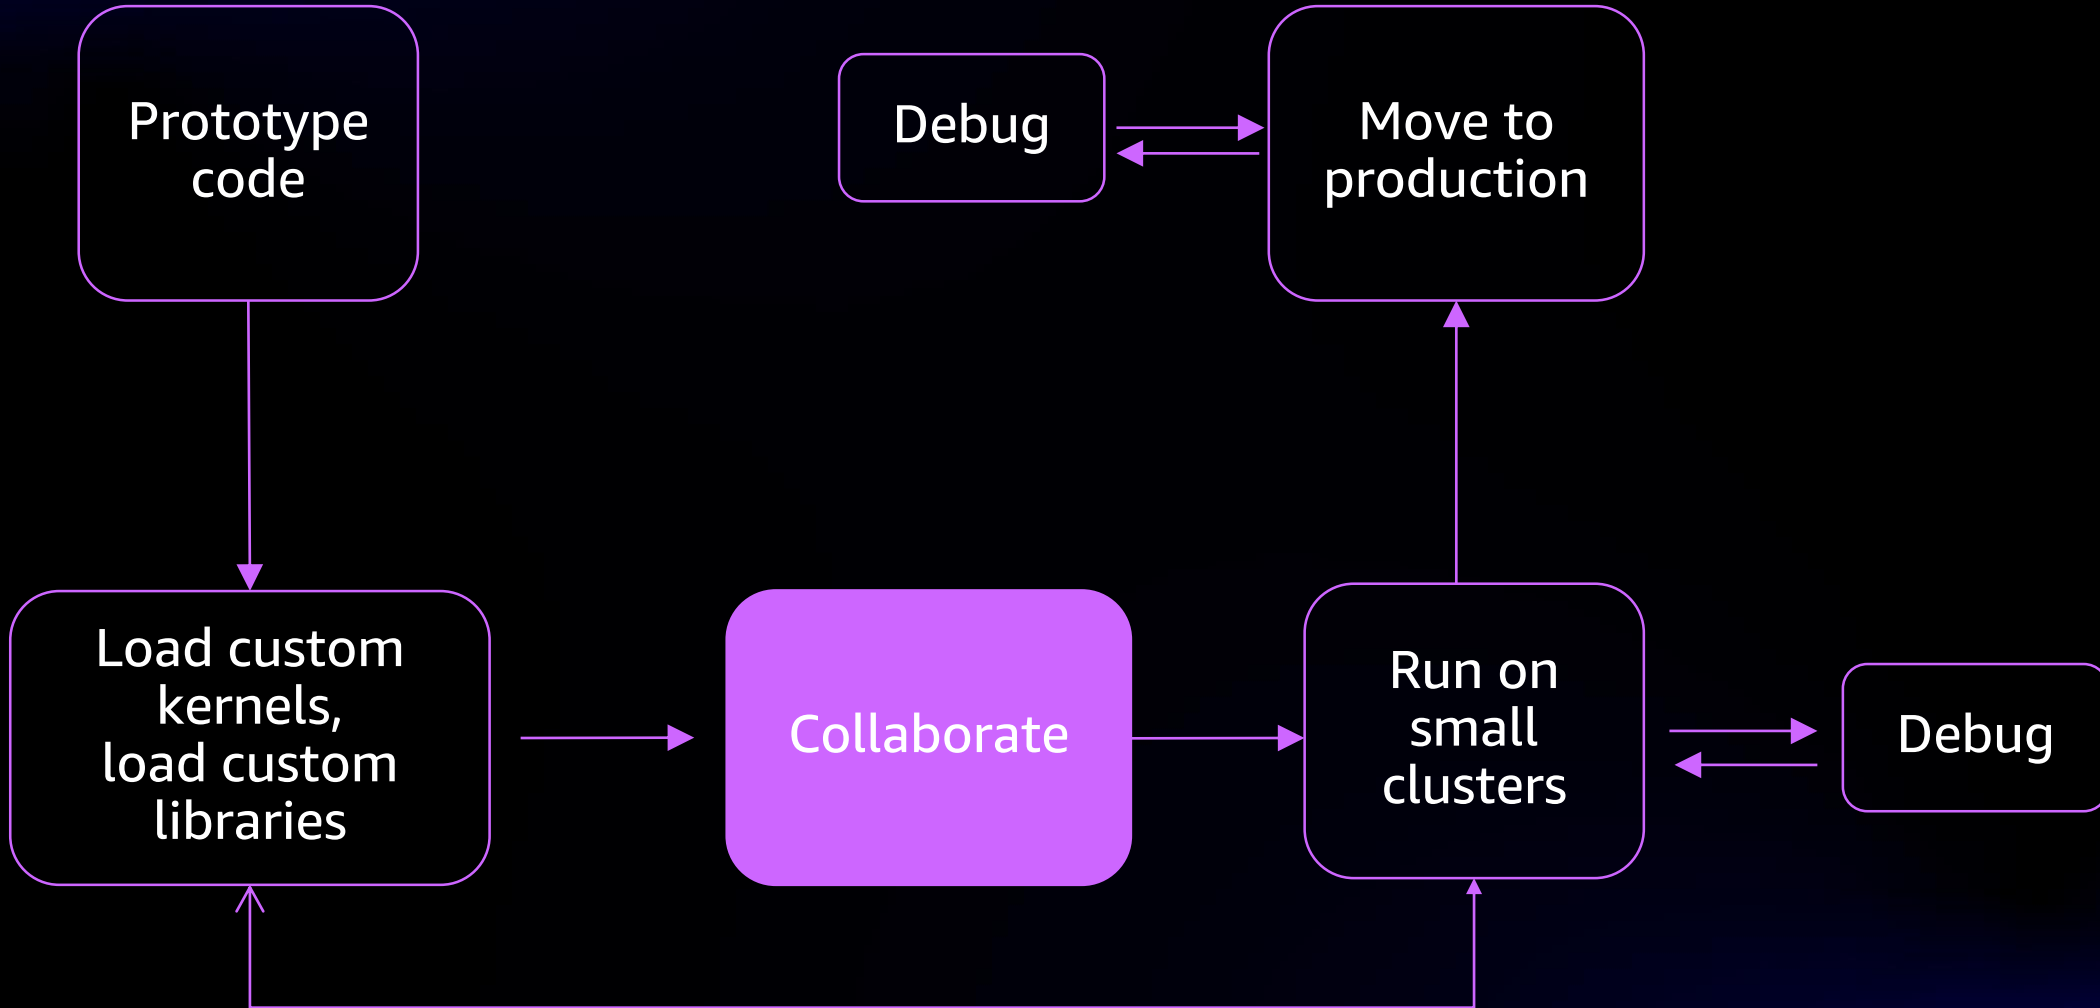 Prototype
code
Debug
Move to
production
Load custom
kernels,
load custom
libraries
Collaborate
Run on
small
clusters
Debug